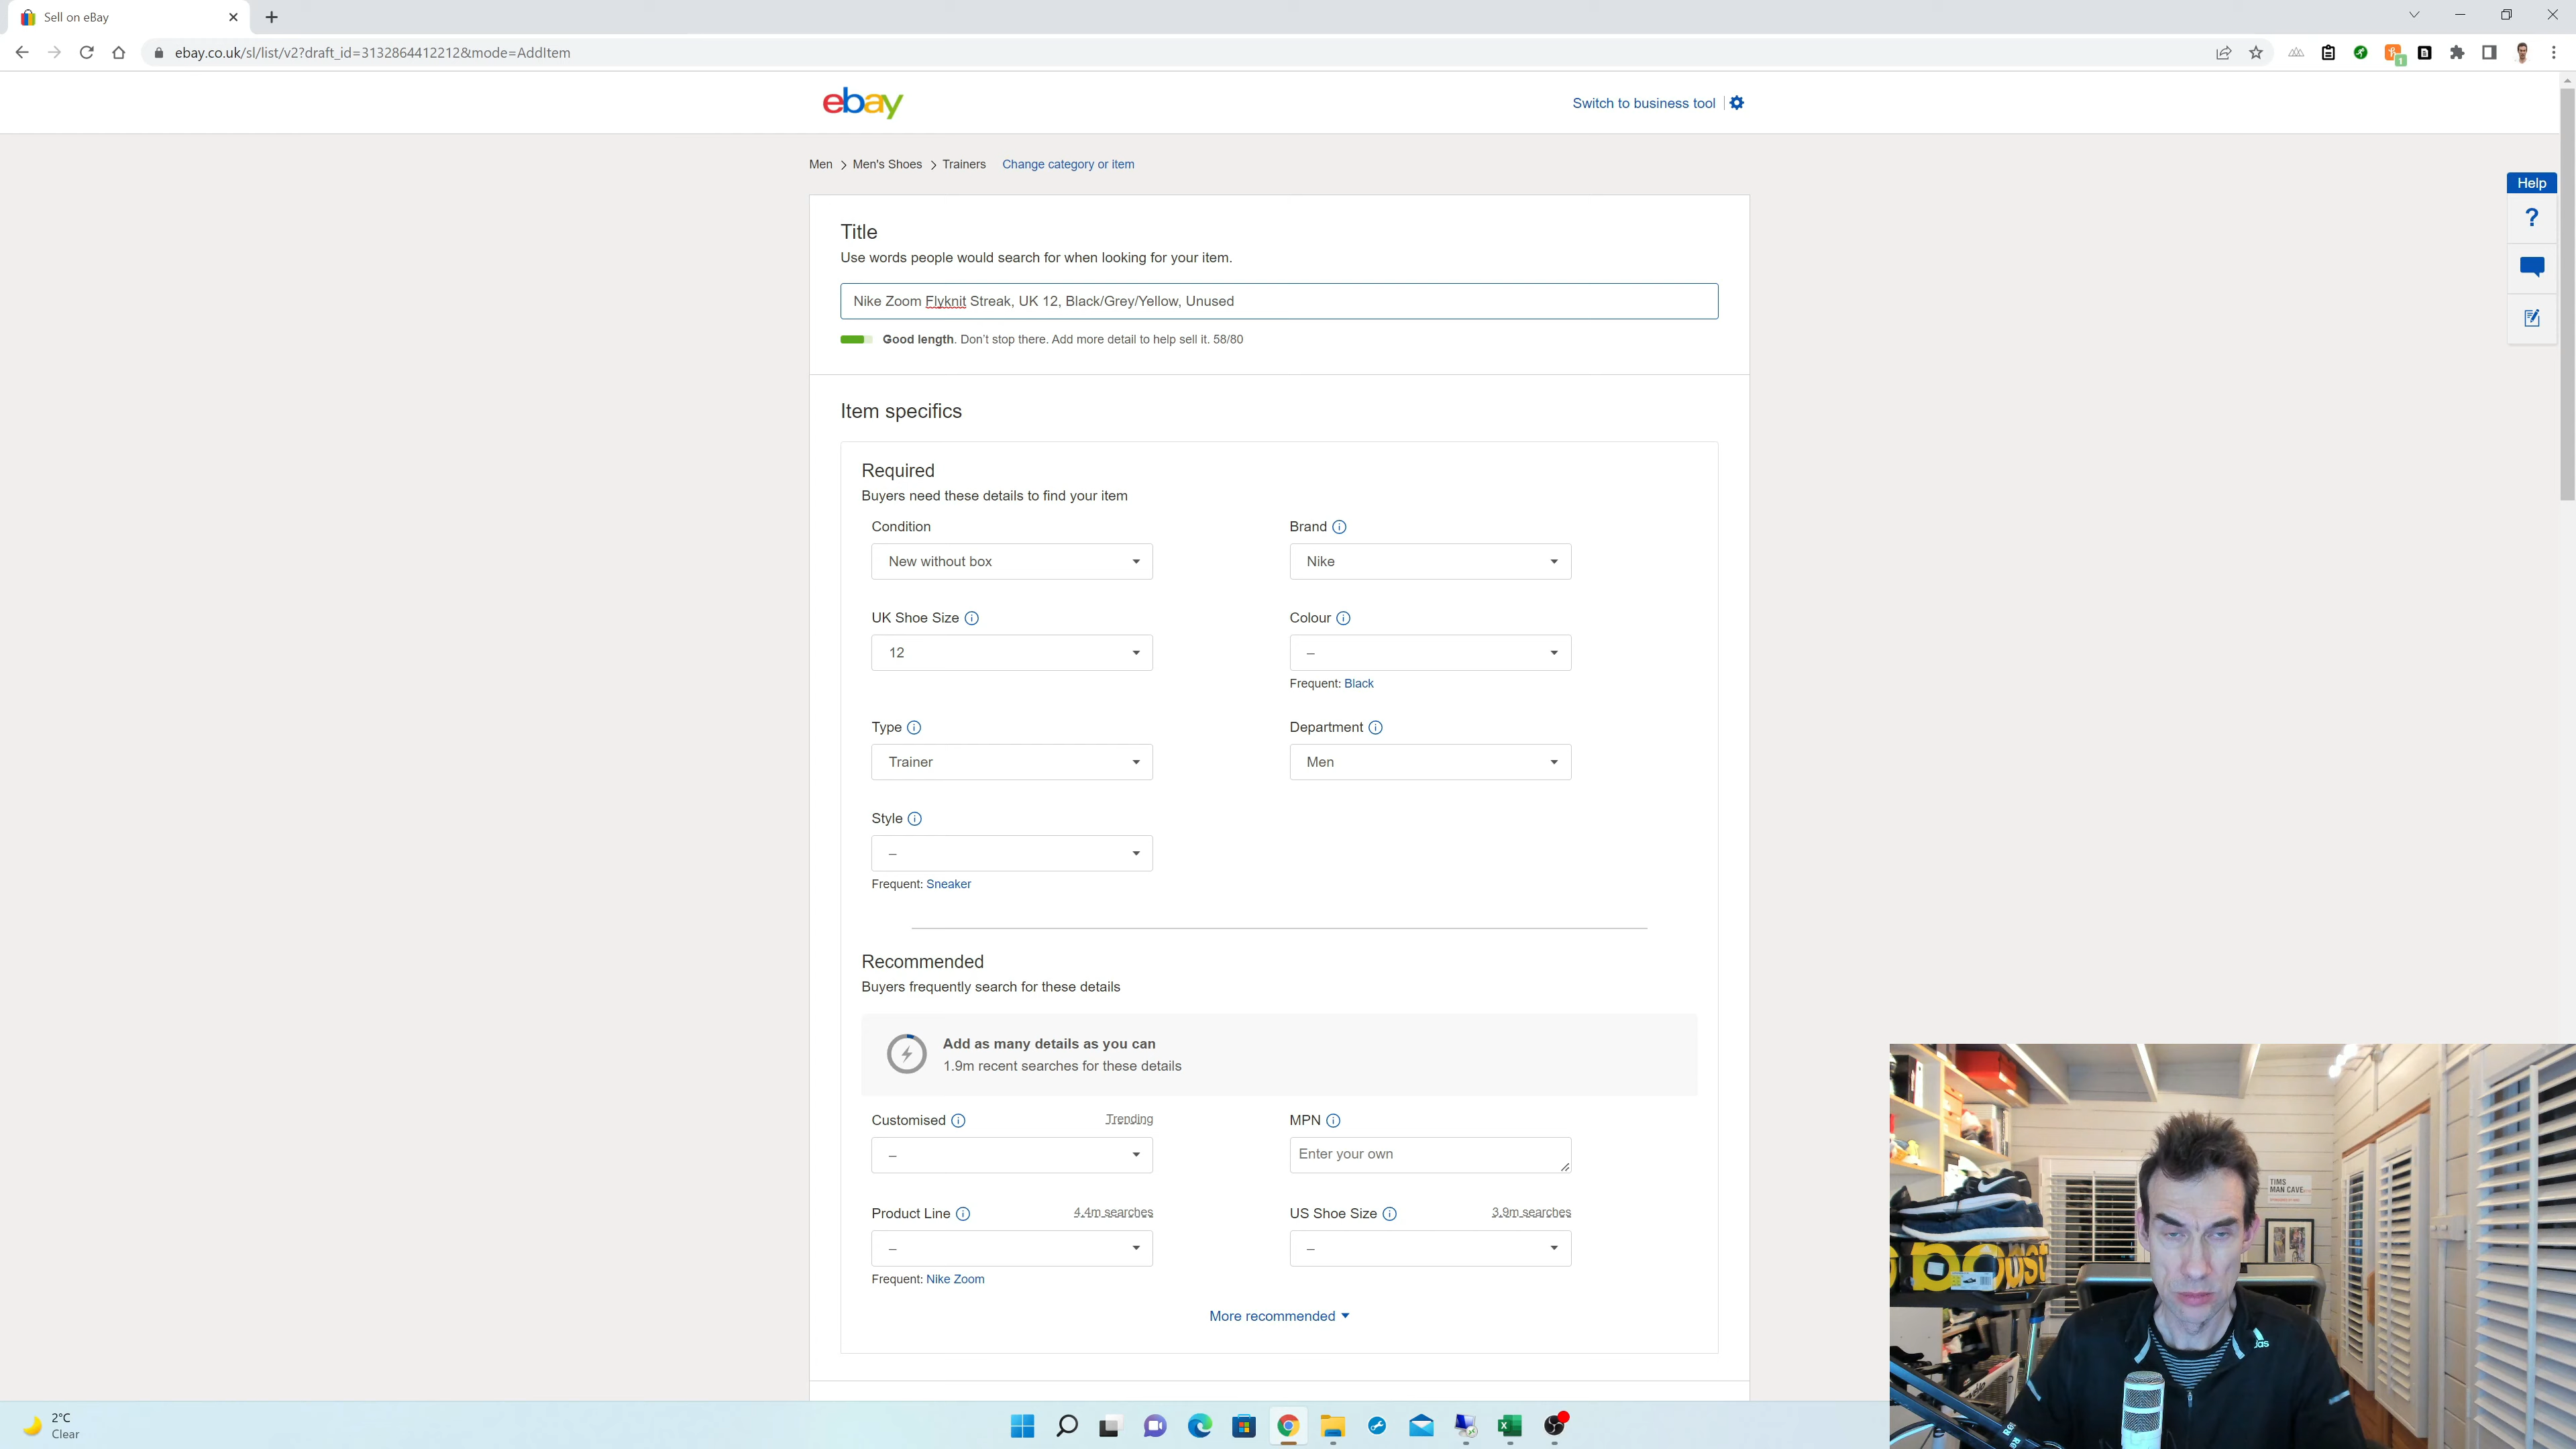 Sell on eBay
ebay.co.uk/sl/list/v2?draft_id=3132864412212&mode=AddItem
ebay
Switch to business tool
Men > Men's Shoes > Trainers Change category or item
Help
?
Title
Use words people would search for when looking for your item.
Nike Zoom Flyknit Streak, UK 12, Black/Grey/Yellow, Unused
Good length. Don't stop there. Add more detail to help sell it. 58/80
Item specifics
Required
Buyers need these details to find your item
Condition
Brand
New without box
Nike
UK Shoe Size
Colour
12
–
Frequent: Black
Type
Department
Trainer
Men
Style
–
Frequent: Sneaker
Recommended
Buyers frequently search for these details
Add as many details as you can
1.9m recent searches for these details
Customised
Trending
MPN
–
Enter your own
Product Line
4.4m searches
US Shoe Size
3.9m searches
–
–
Frequent: Nike Zoom
More recommended
TIMS
MAN CAVE
boost
2°C
Clear